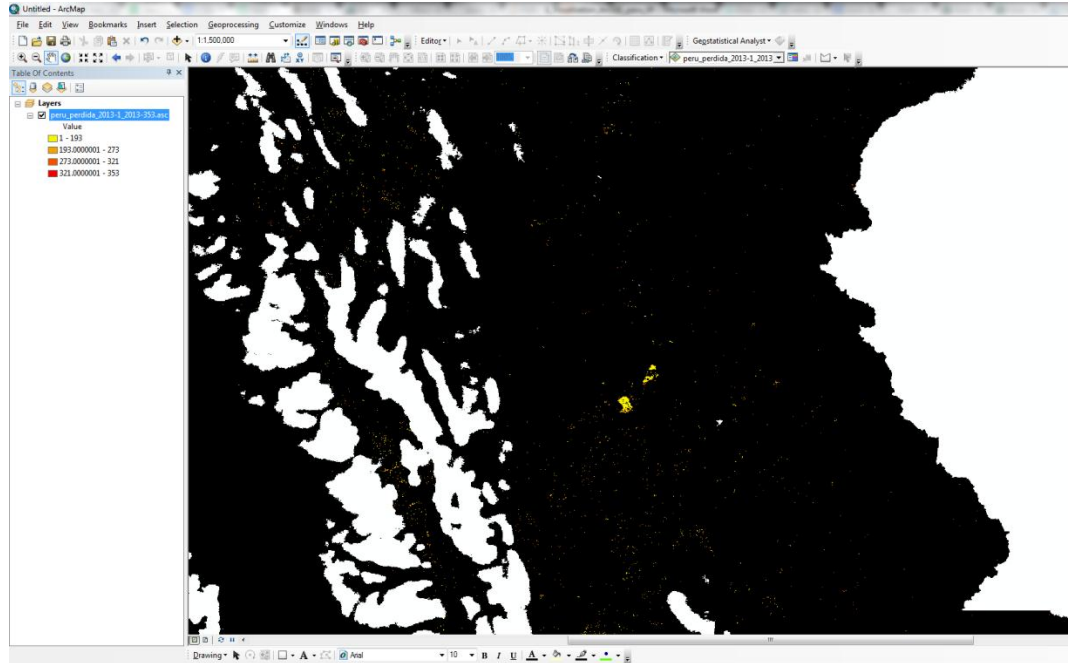 Untitled - ArcMap
File Edit View Bookmarks Insert Selection Geoprocessing Customize Windows Help
1:1.500.000 Editor Geostatistical Analyst
Classification peru_perdida_2013-1_2013
Table Of Contents
Layers
peru_perdida_2013-1_2013-353.asc
Value
1 - 193
193.0000001 - 273
273.0000001 - 321
321.0000001 - 353
Drawing A Arial 10 B I U A